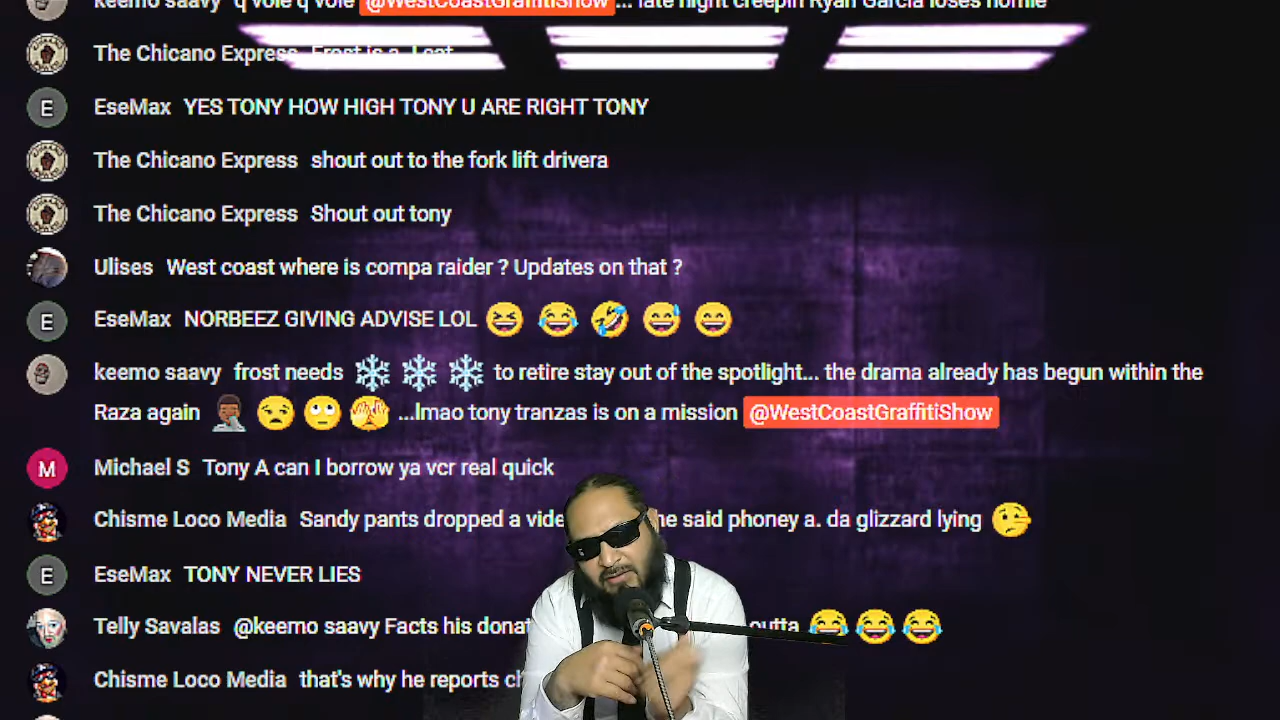 keemo saavy q vole q vole @WestCoastGraffitiShow ... late night creepin Ryan Garcia loses homie
The Chicano Express Frost is a
E EseMax YES TONY HOW HIGH TONY U ARE RIGHT TONY
The Chicano Express shout out to the fork lift drivera
The Chicano Express Shout out tony
Ulises West coast where is compa raider ? Updates on that ?
E EseMax NORBEEZ GIVING ADVISE LOL 😆 😂 🤣 😅 😄
keemo saavy frost needs ❄️ ❄️ ❄️ to retire stay out of the spotlight... the drama already has begun within the
Raza again 🤦🏾‍♂️ 😒 🙄 🫣 ...lmao tony tranzas is on a mission @WestCoastGraffitiShow
M Michael S Tony A can I borrow ya vcr real quick
Chisme Loco Media Sandy pants dropped a said phoney a. da glizzard lying 🤔
E EseMax TONY NEVER LIES
Telly Savalas @keemo saavy Facts his 😂 😂 😂
Chisme Loco Media that's why he reports